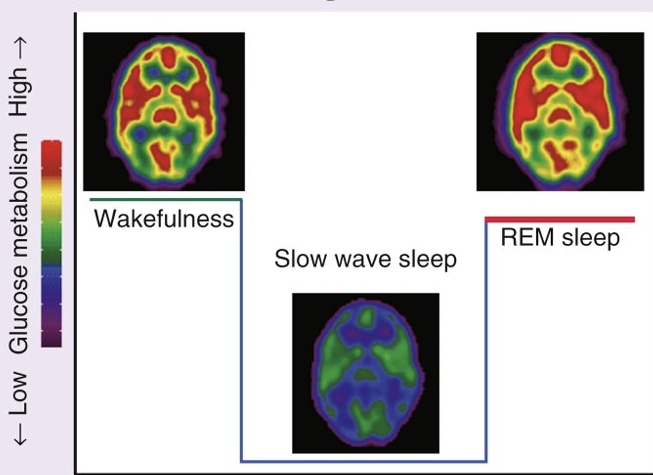 ← Low Glucose metabolism High →
Wakefulness
Slow wave sleep
REM sleep